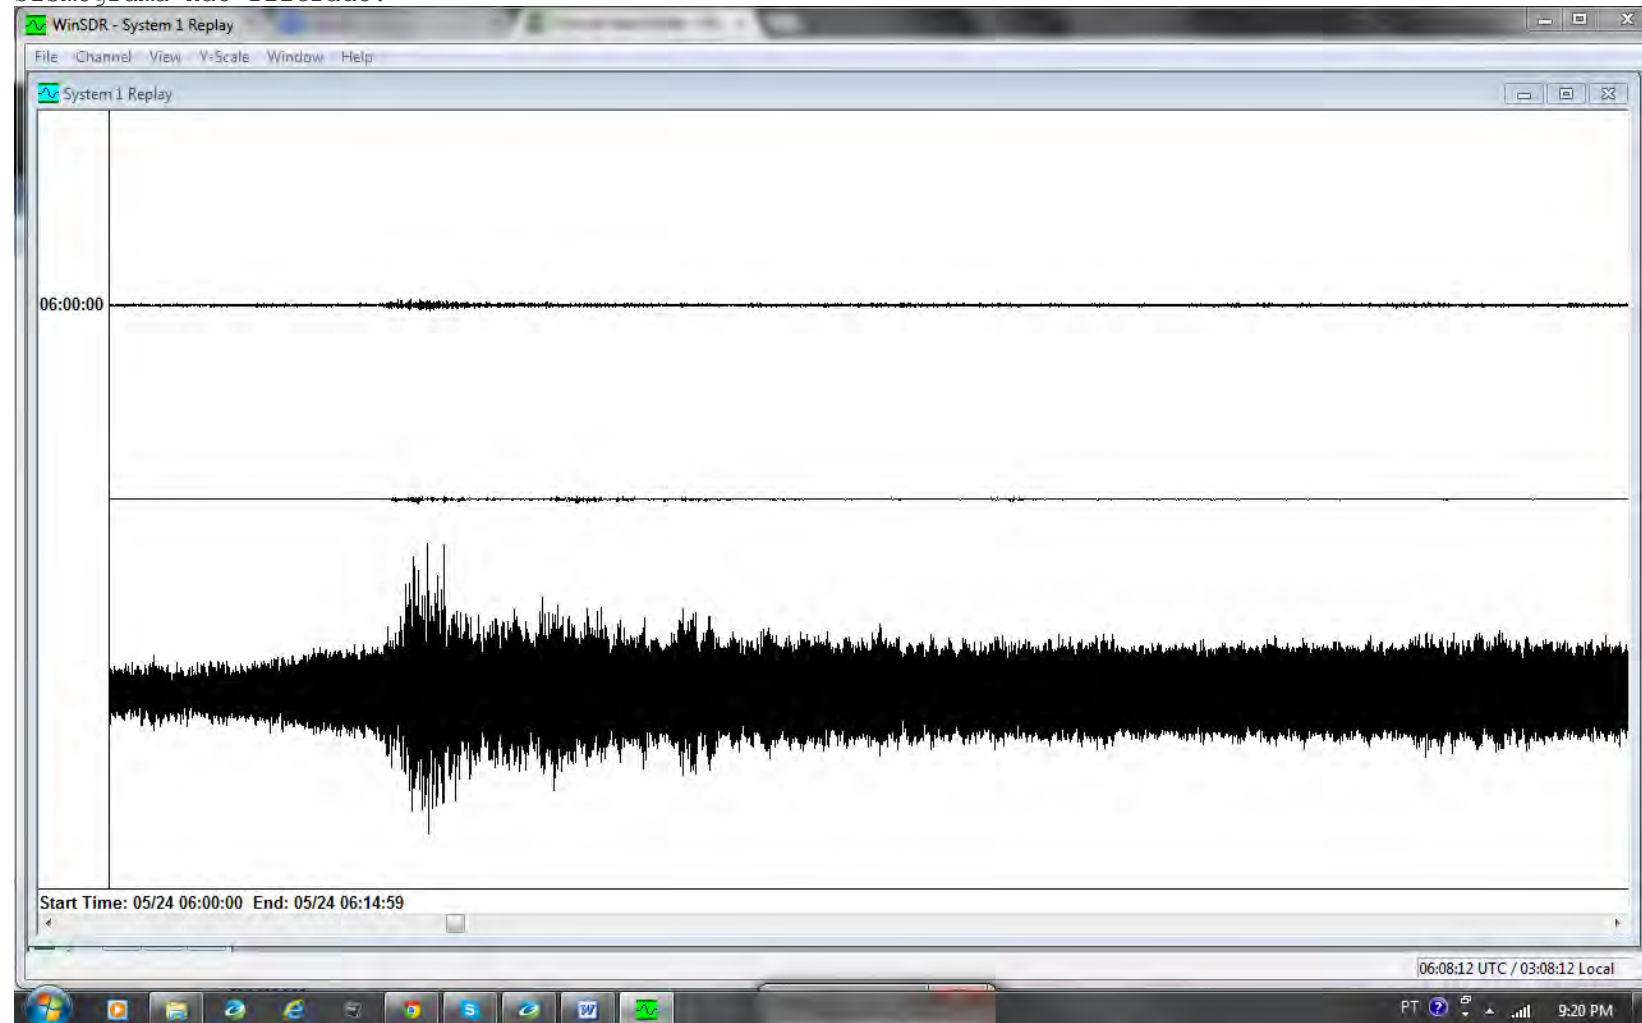 WinSDR - System 1 Replay
File Channel View Y-Scale Window Help
System 1 Replay
06:00:00
Start Time: 05/24 06:00:00 End: 05/24 06:14:59
06:08:12 UTC / 03:08:12 Local
PT
9:20 PM